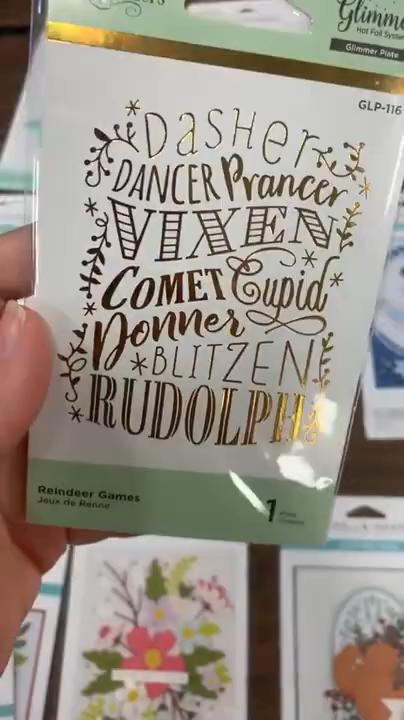 Glimmer
Hot Foil System
Glimmer Plate
GLP-116
DASHER
DANCER Prancer
VIXEN
COMET Cupid
Donner
BLITZEN
RUDOLPH
Reindeer Games
Jeux de Renne
1